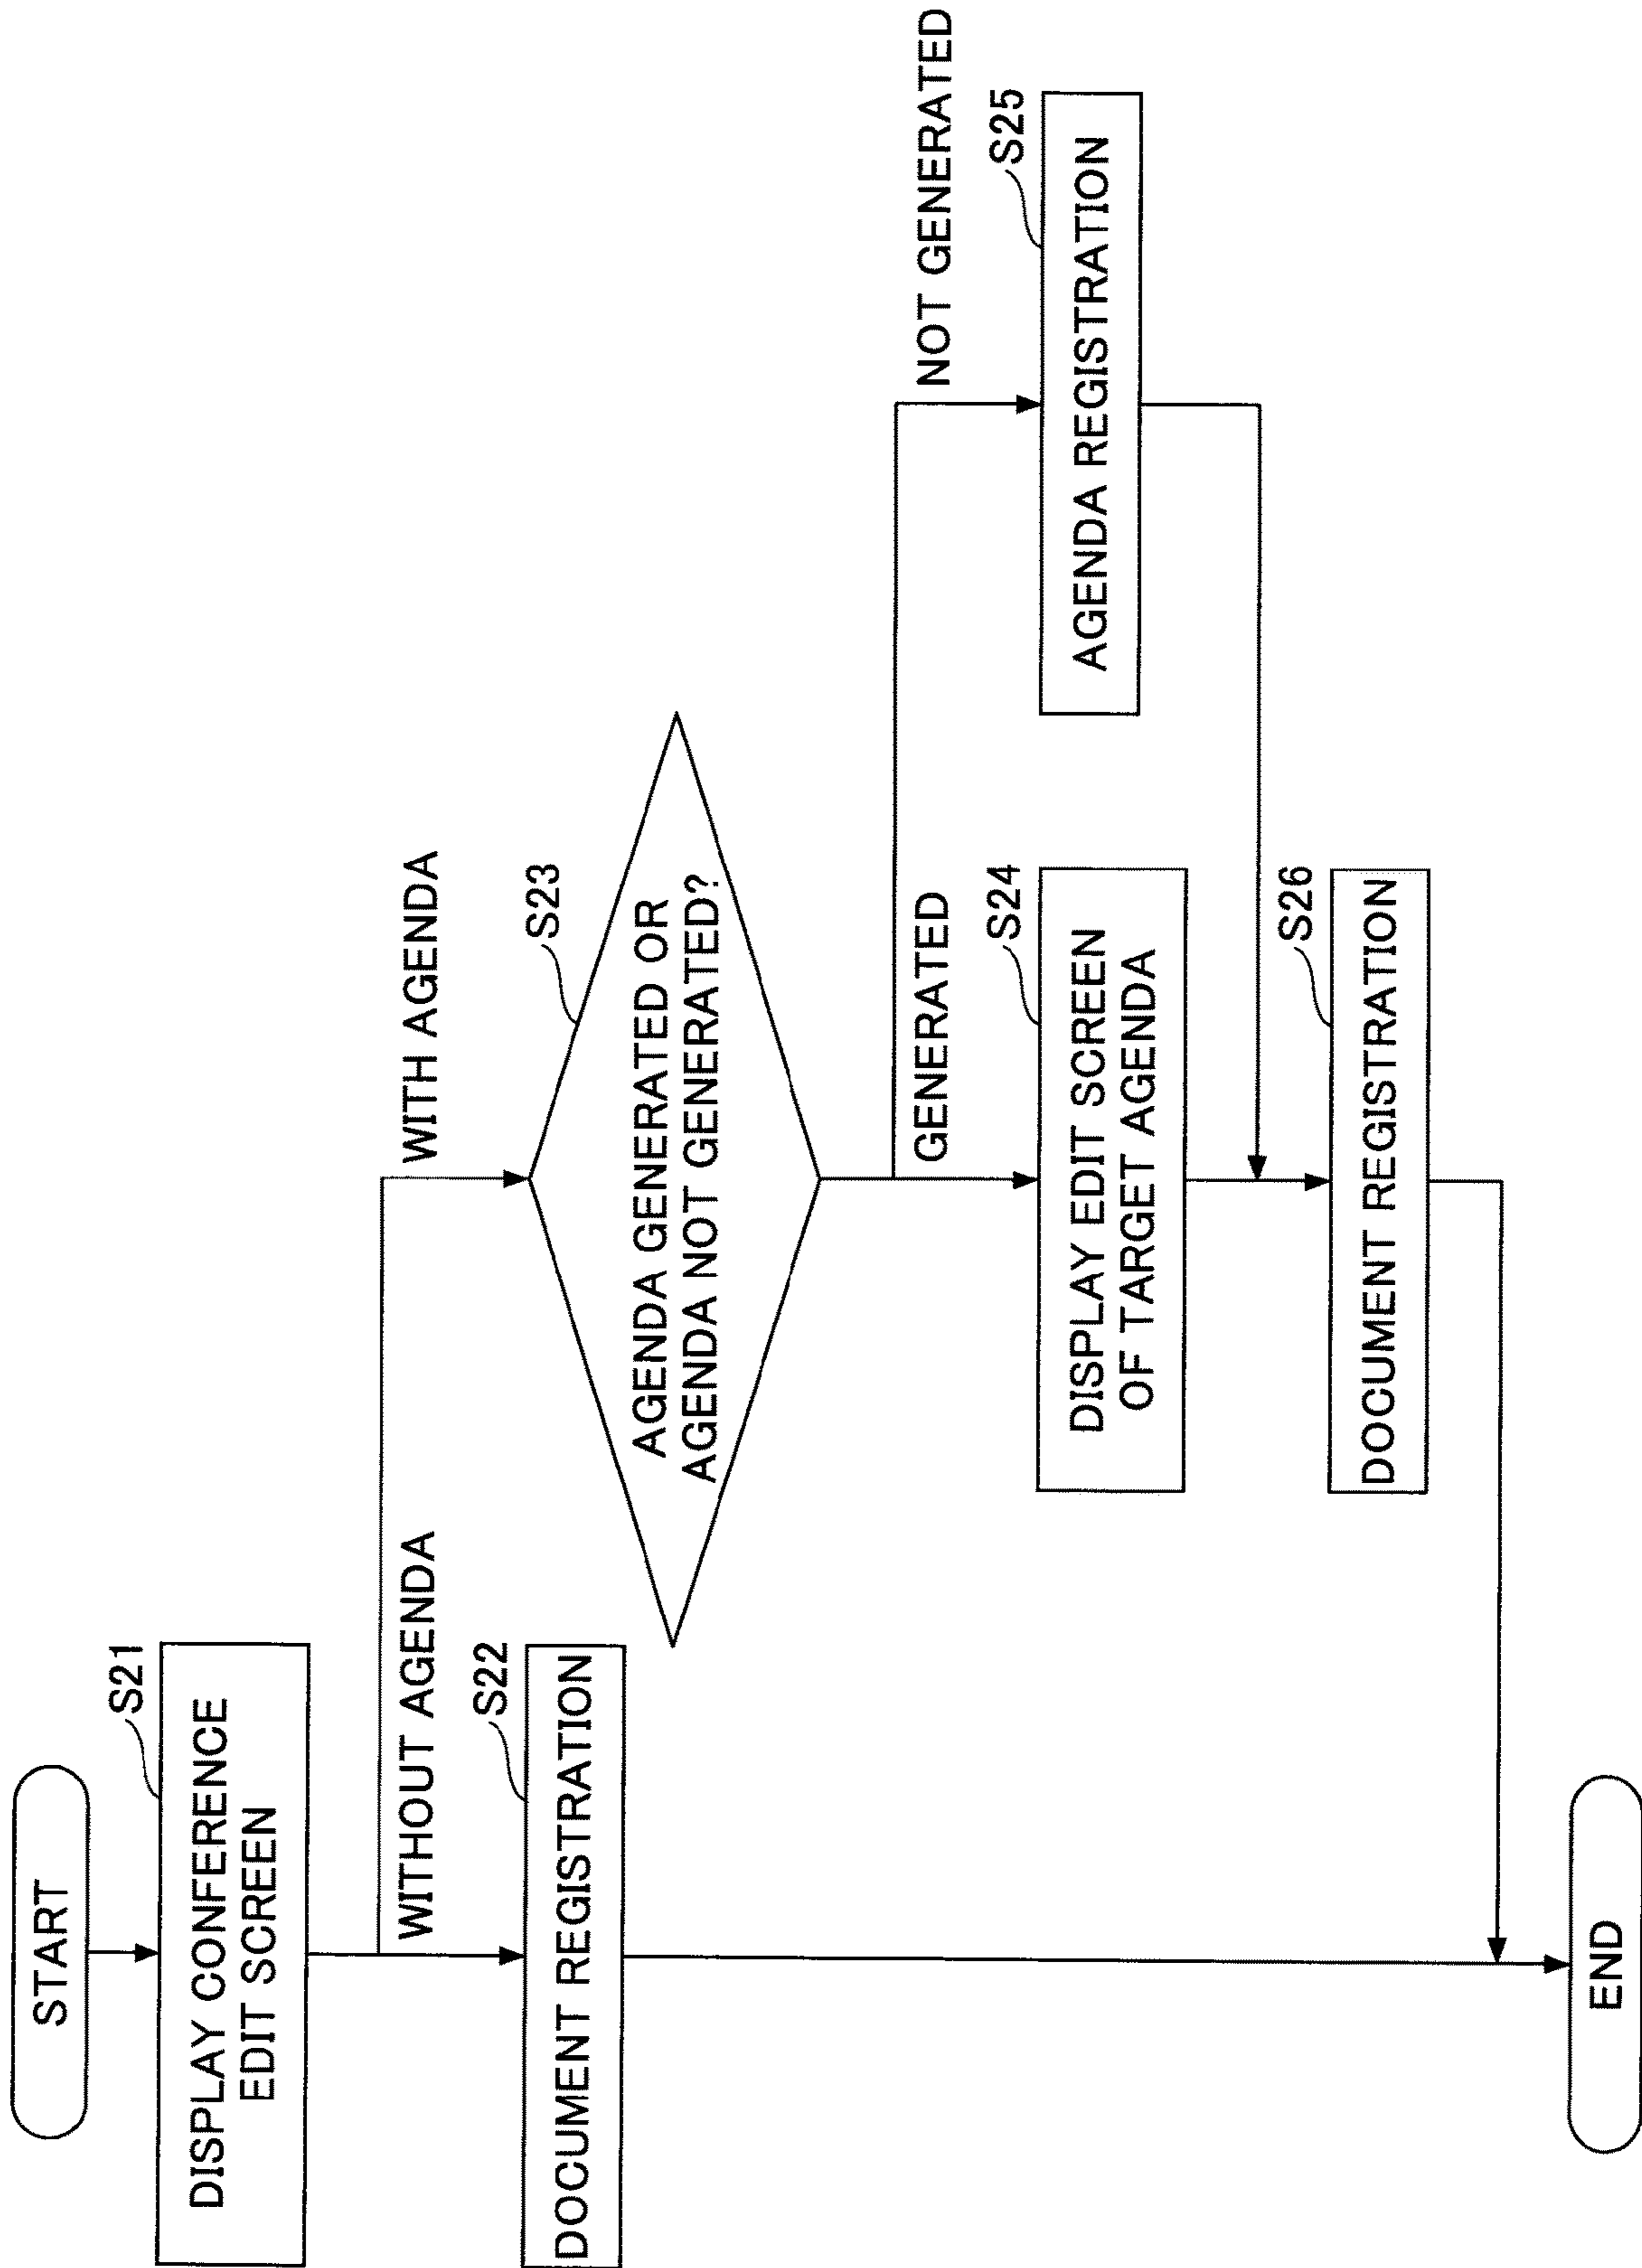 START
S21
DISPLAY CONFERENCE
EDIT SCREEN
WITHOUT AGENDA
WITH AGENDA
S22
DOCUMENT REGISTRATION
S23
AGENDA GENERATED OR
AGENDA NOT GENERATED?
GENERATED
NOT GENERATED
S24
DISPLAY EDIT SCREEN
OF TARGET AGENDA
S25
AGENDA REGISTRATION
S26
DOCUMENT REGISTRATION
END